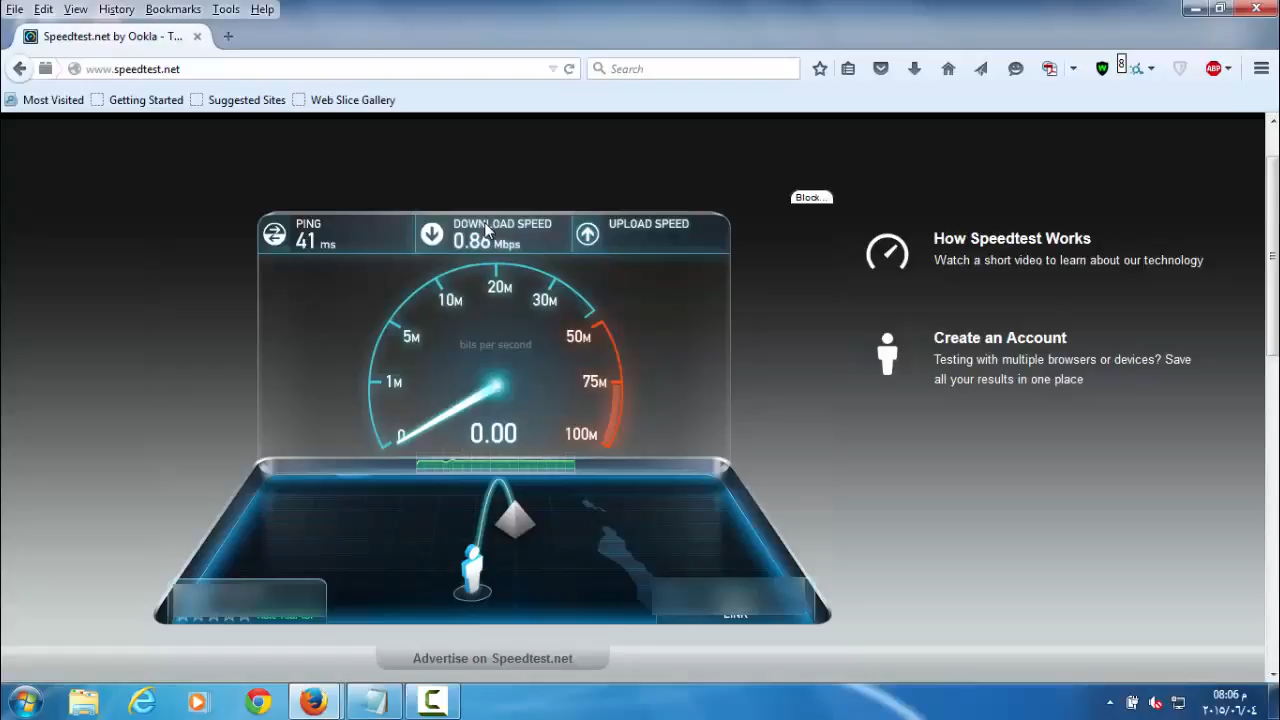 File Edit View History Bookmarks Tools Help
Speedtest.net by Ookla - T...
www.speedtest.net
Search
8
ABP
Most Visited Getting Started Suggested Sites Web Slice Gallery
Block...
PING
41 ms
DOWNLOAD SPEED
0.86 Mbps
UPLOAD SPEED
How Speedtest Works
Watch a short video to learn about our technology
Create an Account
Testing with multiple browsers or devices? Save
all your results in one place
20M
10M 30M
5M 50M
bits per second
1M 75M
0 0.00 100M
Advertise on Speedtest.net
08:06 م
٢٠١٥/٠٦/٠٤